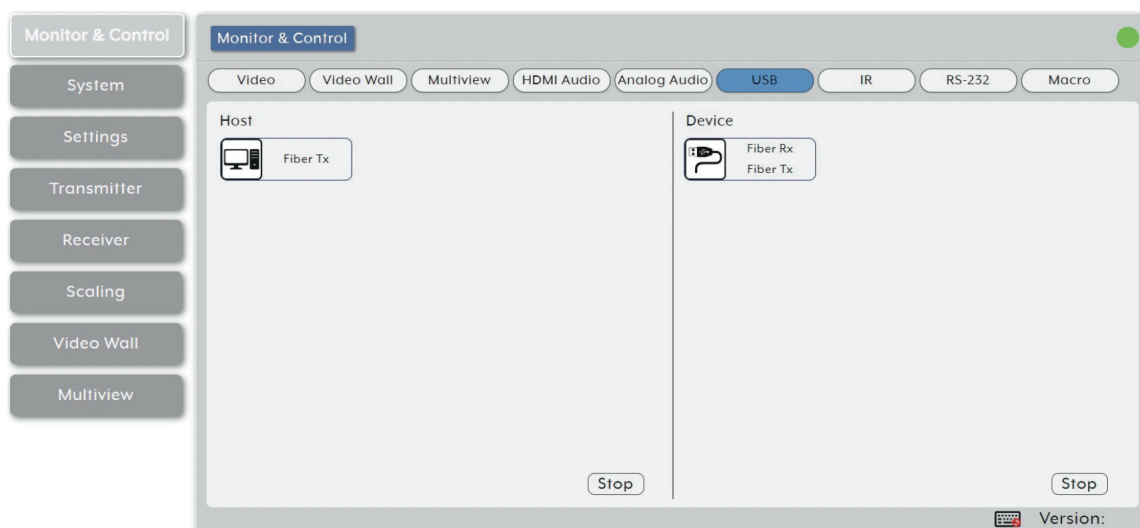 Monitor & Control
System
Settings
Transmitter
Receiver
Scaling
Video Wall
Multiview
Monitor & Control
Video Video Wall Multiview HDMI Audio Analog Audio USB IR RS-232 Macro
Host
Fiber Tx
Stop
Device
Fiber Rx
Fiber Tx
Stop
Version: